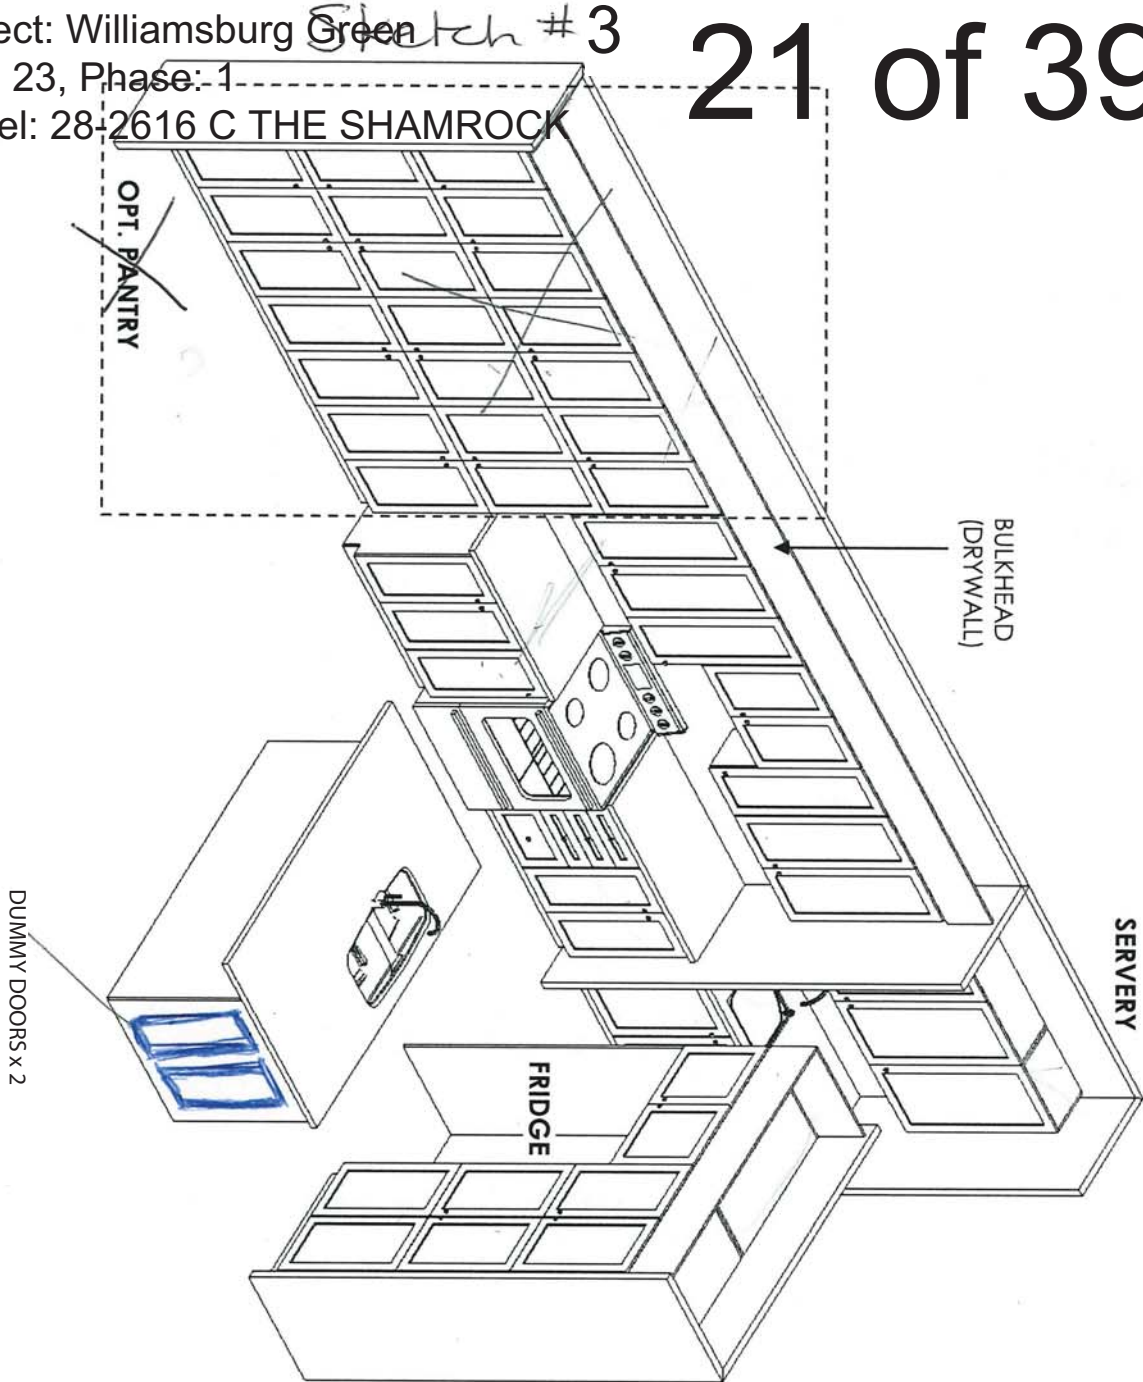 ect: Williamsburg Green
Sketch #3
21 of 39
23, Phase: 1
el: 28-2616 C THE SHAMROCK
OPT. PANTRY
BULKHEAD
(DRYWALL)
SERVERY
FRIDGE
DUMMY DOORS x 2